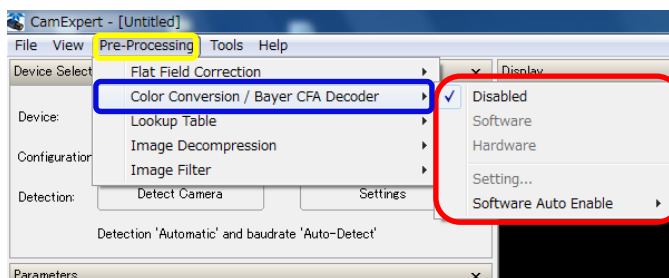 CamExpert - [Untitled]
File View Pre-Processing Tools Help
Device Select
Display
Flat Field Correction
Color Conversion / Bayer CFA Decoder
Disabled
Device:
Lookup Table
Software
Image Decompression
Hardware
Configuration
Image Filter
Setting...
Detection:
Detect Camera
Settings
Software Auto Enable
Detection 'Automatic' and baudrate 'Auto-Detect'
Parameters